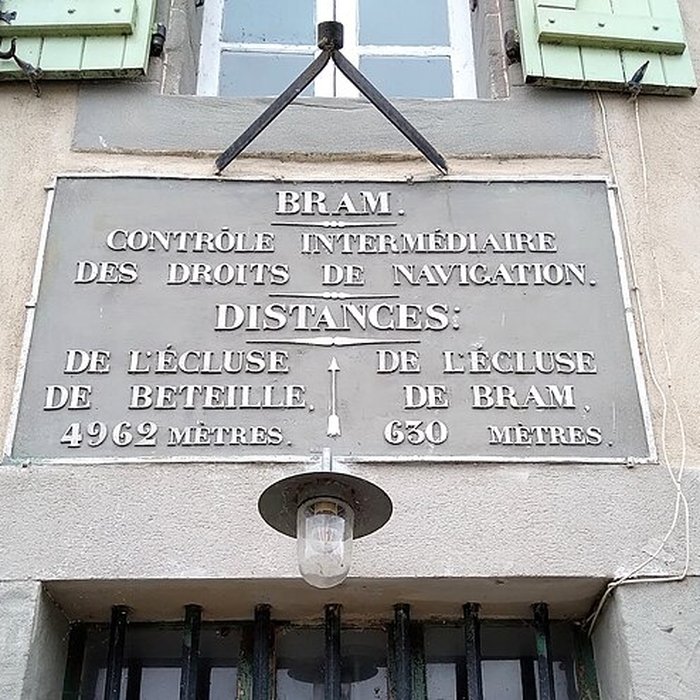 BRAM.
CONTRÔLE INTERMÉDIAIRE
DES DROITS DE NAVIGATION.
DISTANCES:
DE L'ÉCLUSE
DE BETEILLE,
4962 MÈTRES.
DE L'ÉCLUSE
DE BRAM,
630 MÈTRES.